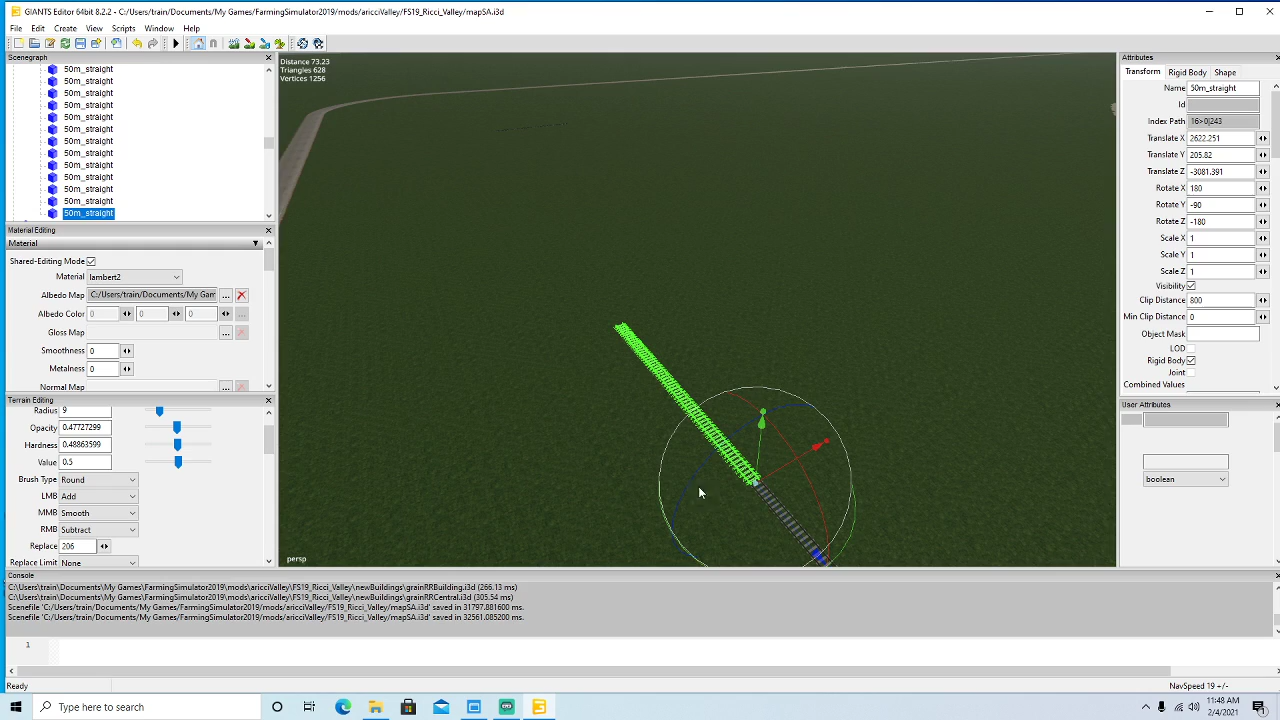 GIANTS Editor 64bit 8.2.2 - C:/Users/train/Documents/My Games/FarmingSimulator2019/mods/aricciValley/FS19_Ricci_Valley/mapSA.i3d
File Edit Create View Scripts Window Help
Scenegraph
50m_straight
50m_straight
50m_straight
50m_straight
50m_straight
50m_straight
50m_straight
50m_straight
50m_straight
50m_straight
50m_straight
50m_straight
50m_straight
Material Editing
Material
Shared-Editing Mode
Material lambert2
Albedo Map C:/Users/train/Documents/My Gam ...
Albedo Color 0 0 0 ...
Gloss Map ...
Smoothness 0
Metalness 0
Normal Map ...
Terrain Editing
Radius 9
Opacity 0.47727299
Hardness 0.48863599
Value 0.5
Brush Type Round
LMB Add
MMB Smooth
RMB Subtract
Replace 206
Replace Limit None
Distance 73.23
Triangles 628
Vertices 1256
persp
Attributes
Transform Rigid Body Shape
Name 50m_straight
Id
Index Path 16>0|243
Translate X 2622.251
Translate Y 205.82
Translate Z -3081.391
Rotate X 180
Rotate Y -90
Rotate Z -180
Scale X 1
Scale Y 1
Scale Z 1
Visibility
Clip Distance 800
Min Clip Distance 0
Object Mask
LOD
Rigid Body
Joint
Combined Values
User Attributes
boolean
Console
C:\Users\train\Documents\My Games\FarmingSimulator2019\mods\aricciValley\FS19_Ricci_Valley\newBuildings\grainRRBuilding.i3d (266.13 ms)
C:\Users\train\Documents\My Games\FarmingSimulator2019\mods\aricciValley\FS19_Ricci_Valley\newBuildings\grainRRCentral.i3d (305.54 ms)
Scenefile 'C:/Users/train/Documents/My Games/FarmingSimulator2019/mods/aricciValley/FS19_Ricci_Valley/mapSA.i3d' saved in 31797.881600 ms.
Scenefile 'C:/Users/train/Documents/My Games/FarmingSimulator2019/mods/aricciValley/FS19_Ricci_Valley/mapSA.i3d' saved in 32561.085200 ms.
1
Ready
NavSpeed 19 +/-
Type here to search
11:48 AM
2/4/2021